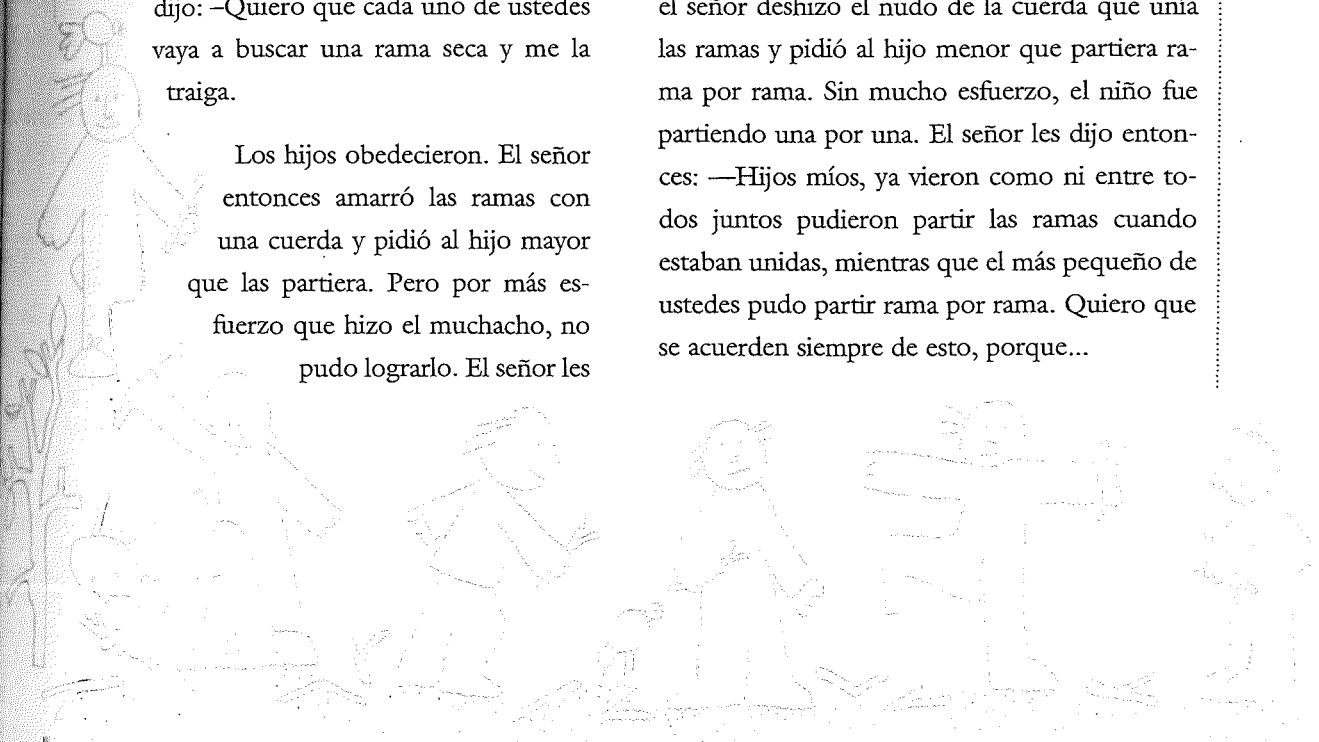 dijo: –Quiero que cada uno de ustedes
vaya a buscar una rama seca y me la
traiga.
Los hijos obedecieron. El señor
entonces amarró las ramas con
una cuerda y pidió al hijo mayor
que las partiera. Pero por más es-
fuerzo que hizo el muchacho, no
pudo lograrlo. El señor les
el señor deshizo el nudo de la cuerda que unía
las ramas y pidió al hijo menor que partiera ra-
ma por rama. Sin mucho esfuerzo, el niño fue
partiendo una por una. El señor les dijo enton-
ces: —Hijos míos, ya vieron como ni entre to-
dos juntos pudieron partir las ramas cuando
estaban unidas, mientras que el más pequeño de
ustedes pudo partir rama por rama. Quiero que
se acuerden siempre de esto, porque...